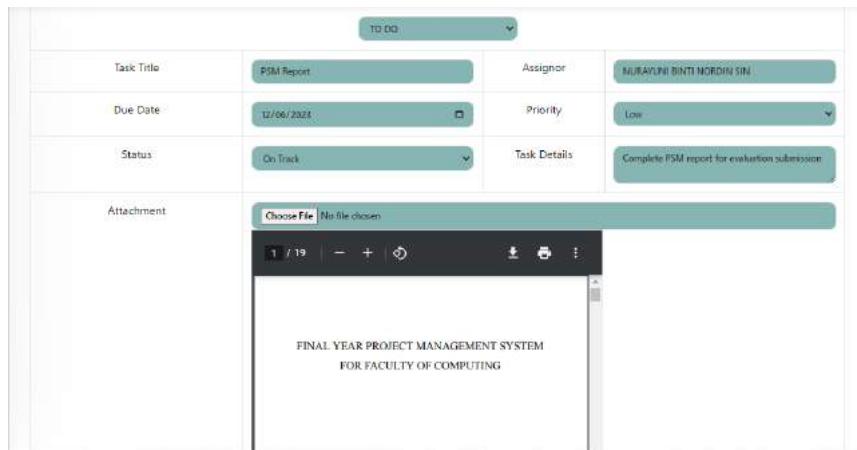 TO DO
Task Title
PSM Report
Assignor
NURAYUNI BINTI NORDIN SIN
Due Date
12/06/2023
Priority
Low
Status
On Track
Task Details
Complete PSM report for evaluation submission
Attachment
Choose File No file chosen
1 / 19
FINAL YEAR PROJECT MANAGEMENT SYSTEM
FOR FACULTY OF COMPUTING